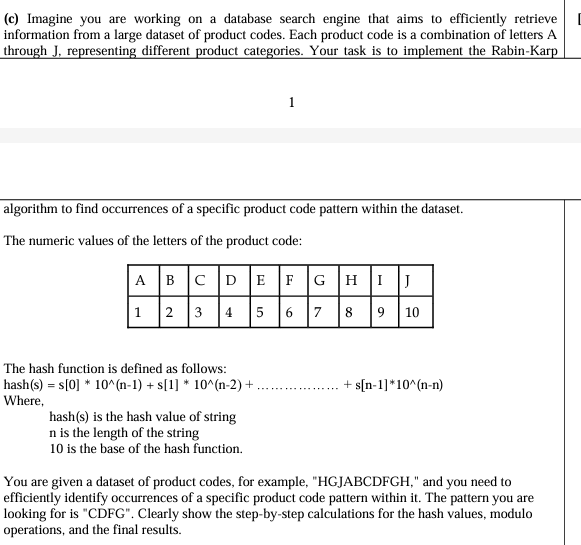 (c) Imagine you are working on a database search engine that aims to efficiently retrieve
information from a large dataset of product codes. Each product code is a combination of letters A
through J, representing different product categories. Your task is to implement the Rabin-Karp
1
algorithm to find occurrences of a specific product code pattern within the dataset.
The numeric values of the letters of the product code:
A B C D E F G H I J
1 2 3 4 5 6 7 8 9 10
The hash function is defined as follows:
hash(s) = s[0] * 10^(n-1) + s[1] * 10^(n-2) + ……………… + s[n-1]*10^(n-n)
Where,
hash(s) is the hash value of string
n is the length of the string
10 is the base of the hash function.
You are given a dataset of product codes, for example, "HGJABCDFGH," and you need to
efficiently identify occurrences of a specific product code pattern within it. The pattern you are
looking for is "CDFG". Clearly show the step-by-step calculations for the hash values, modulo
operations, and the final results.